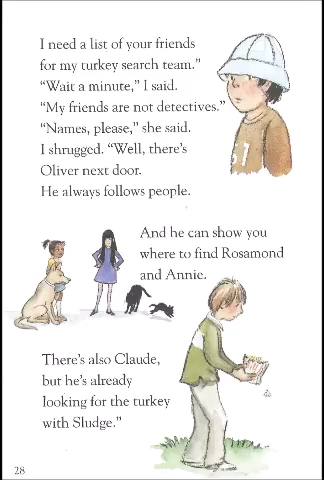 I need a list of your friends
for my turkey search team."
"Wait a minute," I said.
"My friends are not detectives."
"Names, please," she said.
I shrugged. "Well, there's
Oliver next door.
He always follows people.
And he can show you
where to find Rosamond
and Annie.
There's also Claude,
but he's already
looking for the turkey
with Sludge."
28